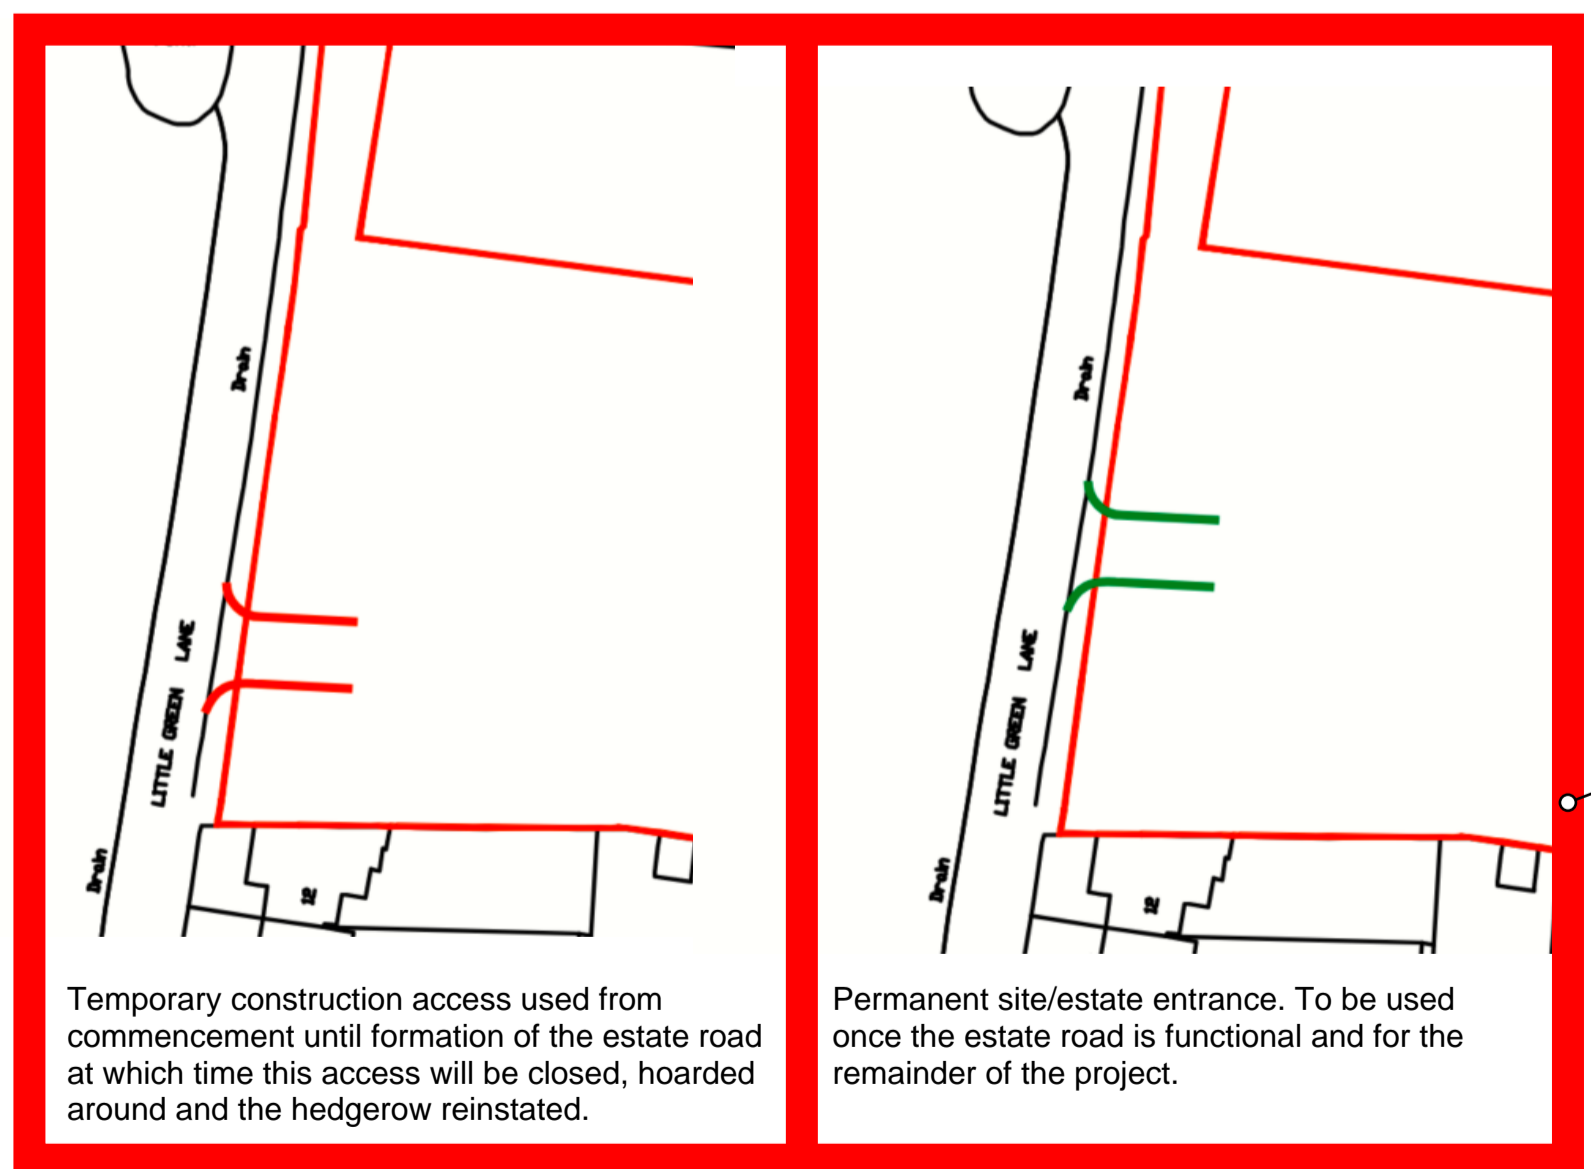 Drain
LITTLE GREEN LANE
Drain
12
Temporary construction access used from
commencement until formation of the estate road
at which time this access will be closed, hoarded
around and the hedgerow reinstated.
Drain
LITTLE GREEN LANE
Drain
12
Permanent site/estate entrance. To be used
once the estate road is functional and for the
remainder of the project.